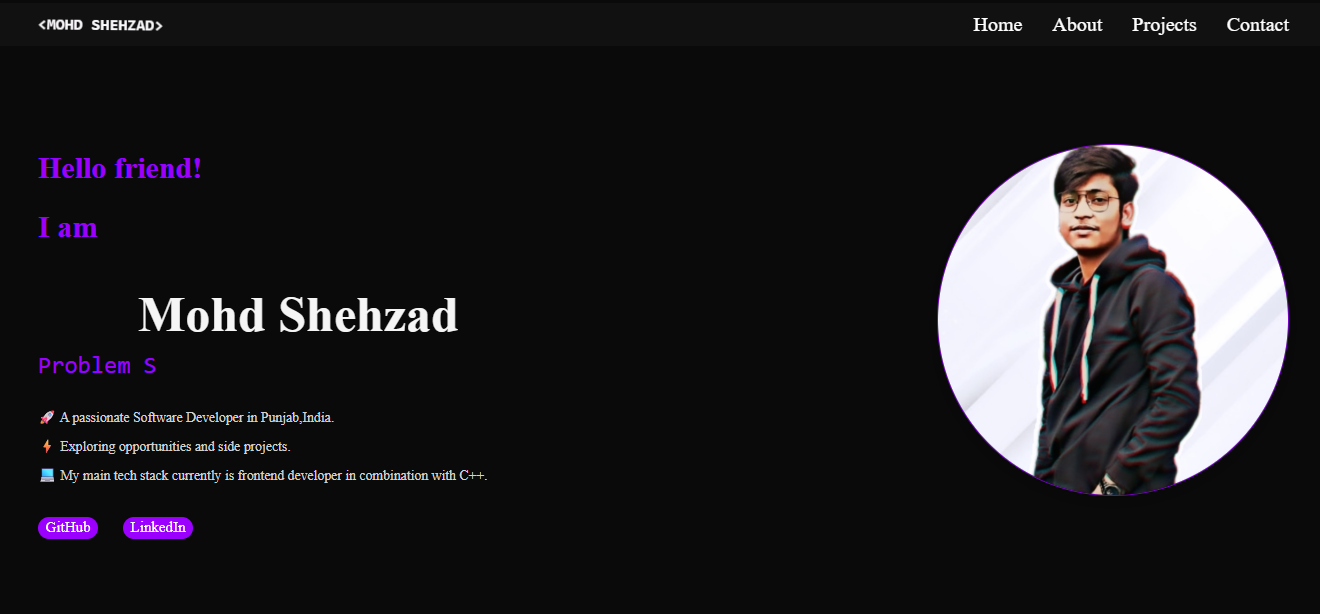 <MOHD SHEHZAD>
Home About Projects Contact
Hello friend!
I am
Mohd Shehzad
Problem S
🚀 A passionate Software Developer in Punjab,India.
⚡ Exploring opportunities and side projects.
💻 My main tech stack currently is frontend developer in combination with C++.
GitHub LinkedIn